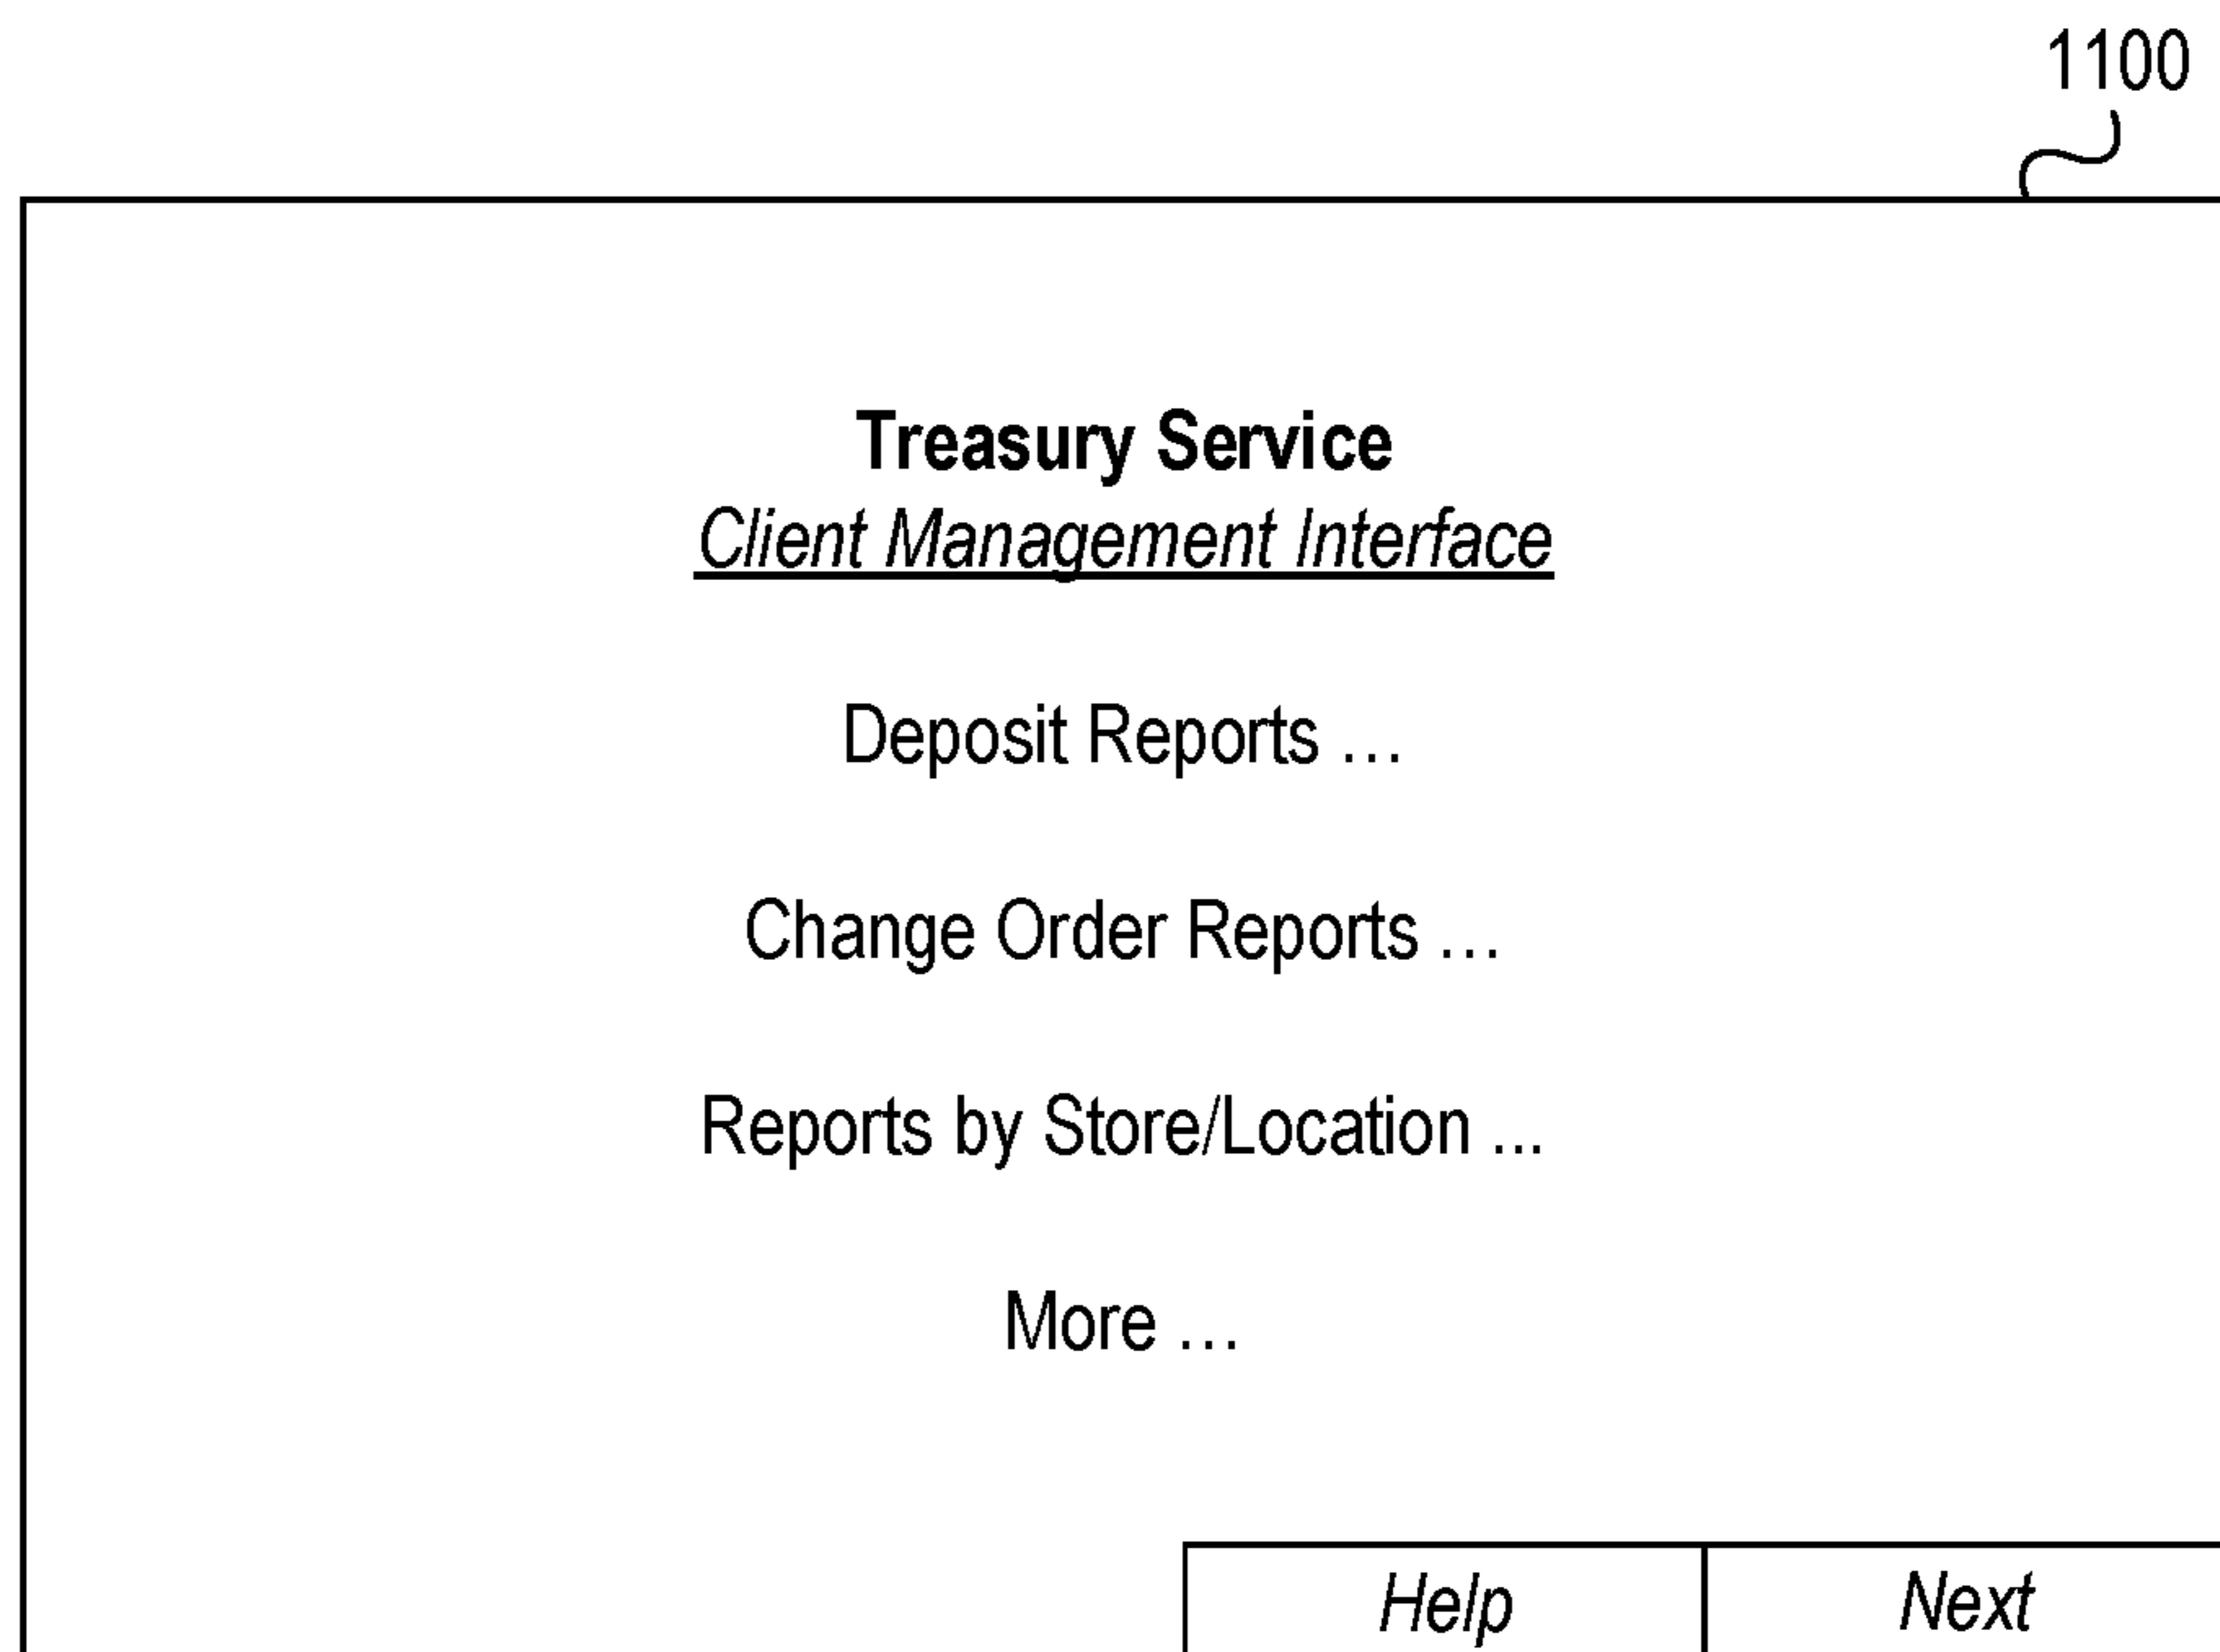 1100
Treasury Service
Client Management Interface
Deposit Reports ...
Change Order Reports ...
Reports by Store/Location ...
More ...
Help Next